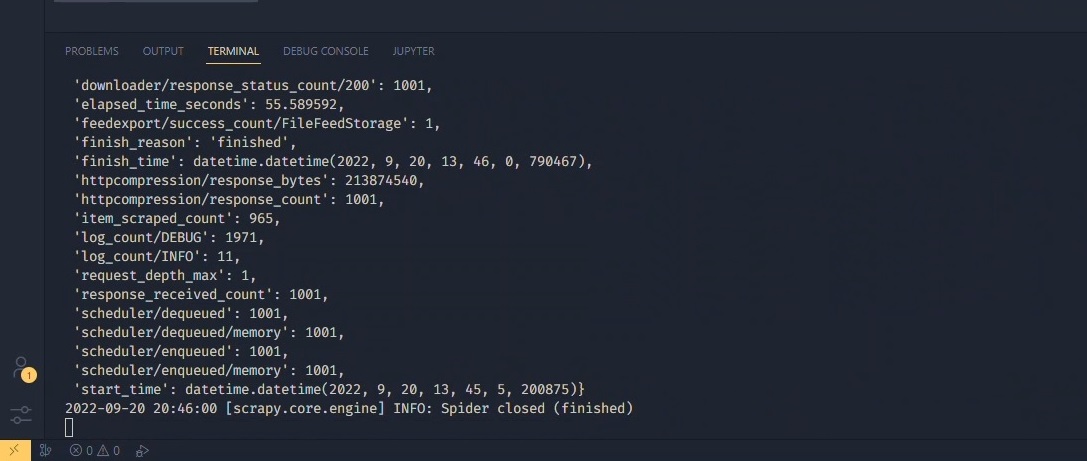 PROBLEMS OUTPUT TERMINAL DEBUG CONSOLE JUPYTER
'downloader/response_status_count/200': 1001,
'elapsed_time_seconds': 55.589592,
'feedexport/success_count/FileFeedStorage': 1,
'finish_reason': 'finished',
'finish_time': datetime.datetime(2022, 9, 20, 13, 46, 0, 790467),
'httpcompression/response_bytes': 213874540,
'httpcompression/response_count': 1001,
'item_scraped_count': 965,
'log_count/DEBUG': 1971,
'log_count/INFO': 11,
'request_depth_max': 1,
'response_received_count': 1001,
'scheduler/dequeued': 1001,
'scheduler/dequeued/memory': 1001,
'scheduler/enqueued': 1001,
'scheduler/enqueued/memory': 1001,
'start_time': datetime.datetime(2022, 9, 20, 13, 45, 5, 200875)}
2022-09-20 20:46:00 [scrapy.core.engine] INFO: Spider closed (finished)
1
0 0